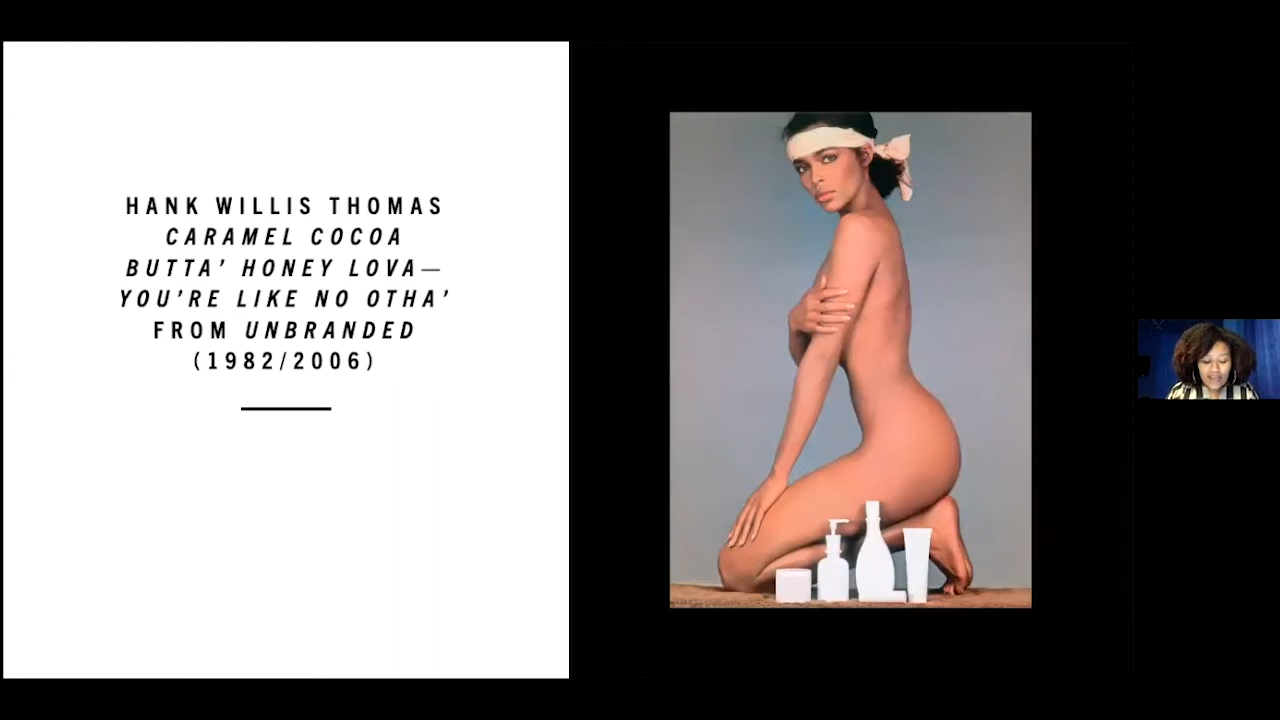 HANK WILLIS THOMAS
CARAMEL COCOA
BUTTA’ HONEY LOVA—
YOU’RE LIKE NO OTHA’
FROM UNBRANDED
(1982/2006)